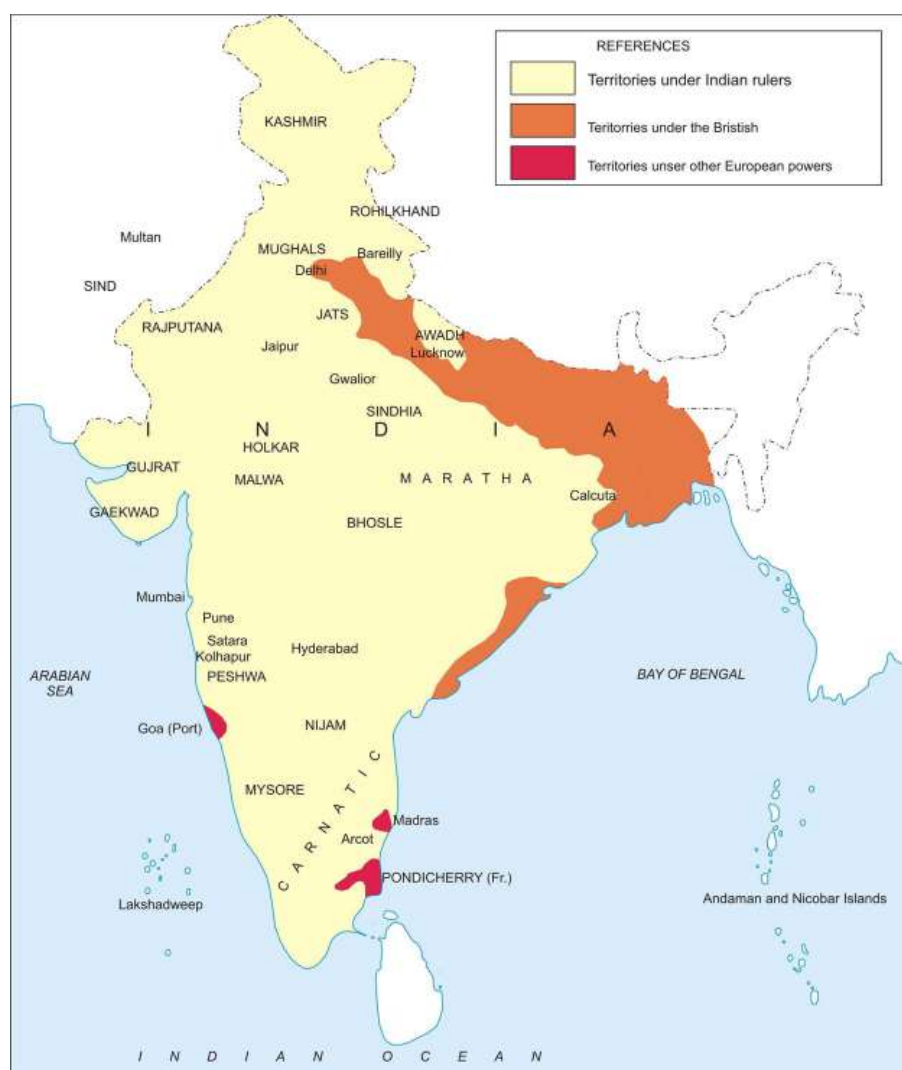 REFERENCES
Territories under Indian rulers
Teritorries under the Bristish
Territories unser other European powers
KASHMIR
ROHILKHAND
Multan
MUGHALS
Bareilly
Delhi
SIND
RAJPUTANA
JATS
AWADH
Jaipur
Lucknow
Gwalior
SINDHIA
I N D I A
HOLKAR
GUJRAT
MALWA
M A R A T H A
Calcuta
GAEKWAD
BHOSLE
Mumbai
Pune
Satara
Kolhapur
Hyderabad
PESHWA
ARABIAN
SEA
BAY OF BENGAL
Goa (Port)
NIJAM
C A R N A T I C
MYSORE
Madras
Arcot
PONDICHERRY (Fr.)
Lakshadweep
Andaman and Nicobar Islands
I N D I A N O C E A N